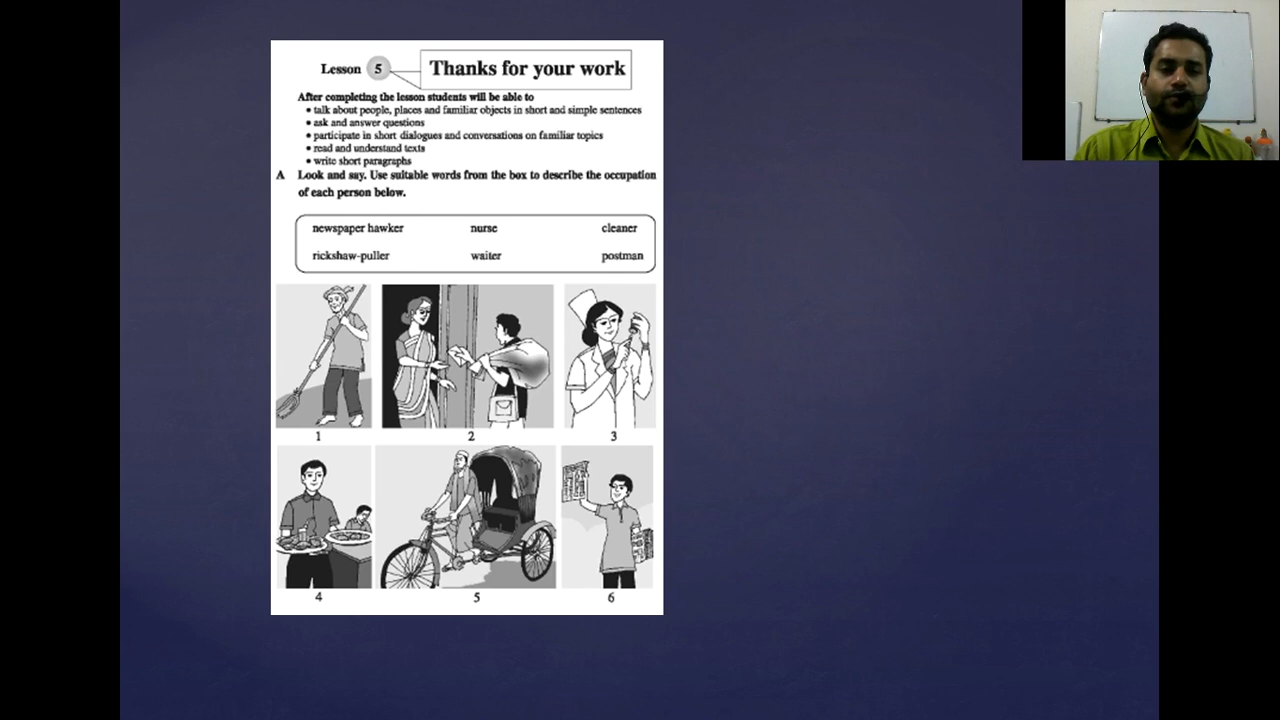 Lesson 5 Thanks for your work
After completing the lesson students will be able to
• talk about people, places and familiar objects in short and simple sentences
• ask and answer questions
• participate in short dialogues and conversations on familiar topics
• read and understand texts
• write short paragraphs
A Look and say. Use suitable words from the box to describe the occupation
of each person below.
newspaper hawker nurse cleaner
rickshaw-puller waiter postman
1 2 3
4 5 6